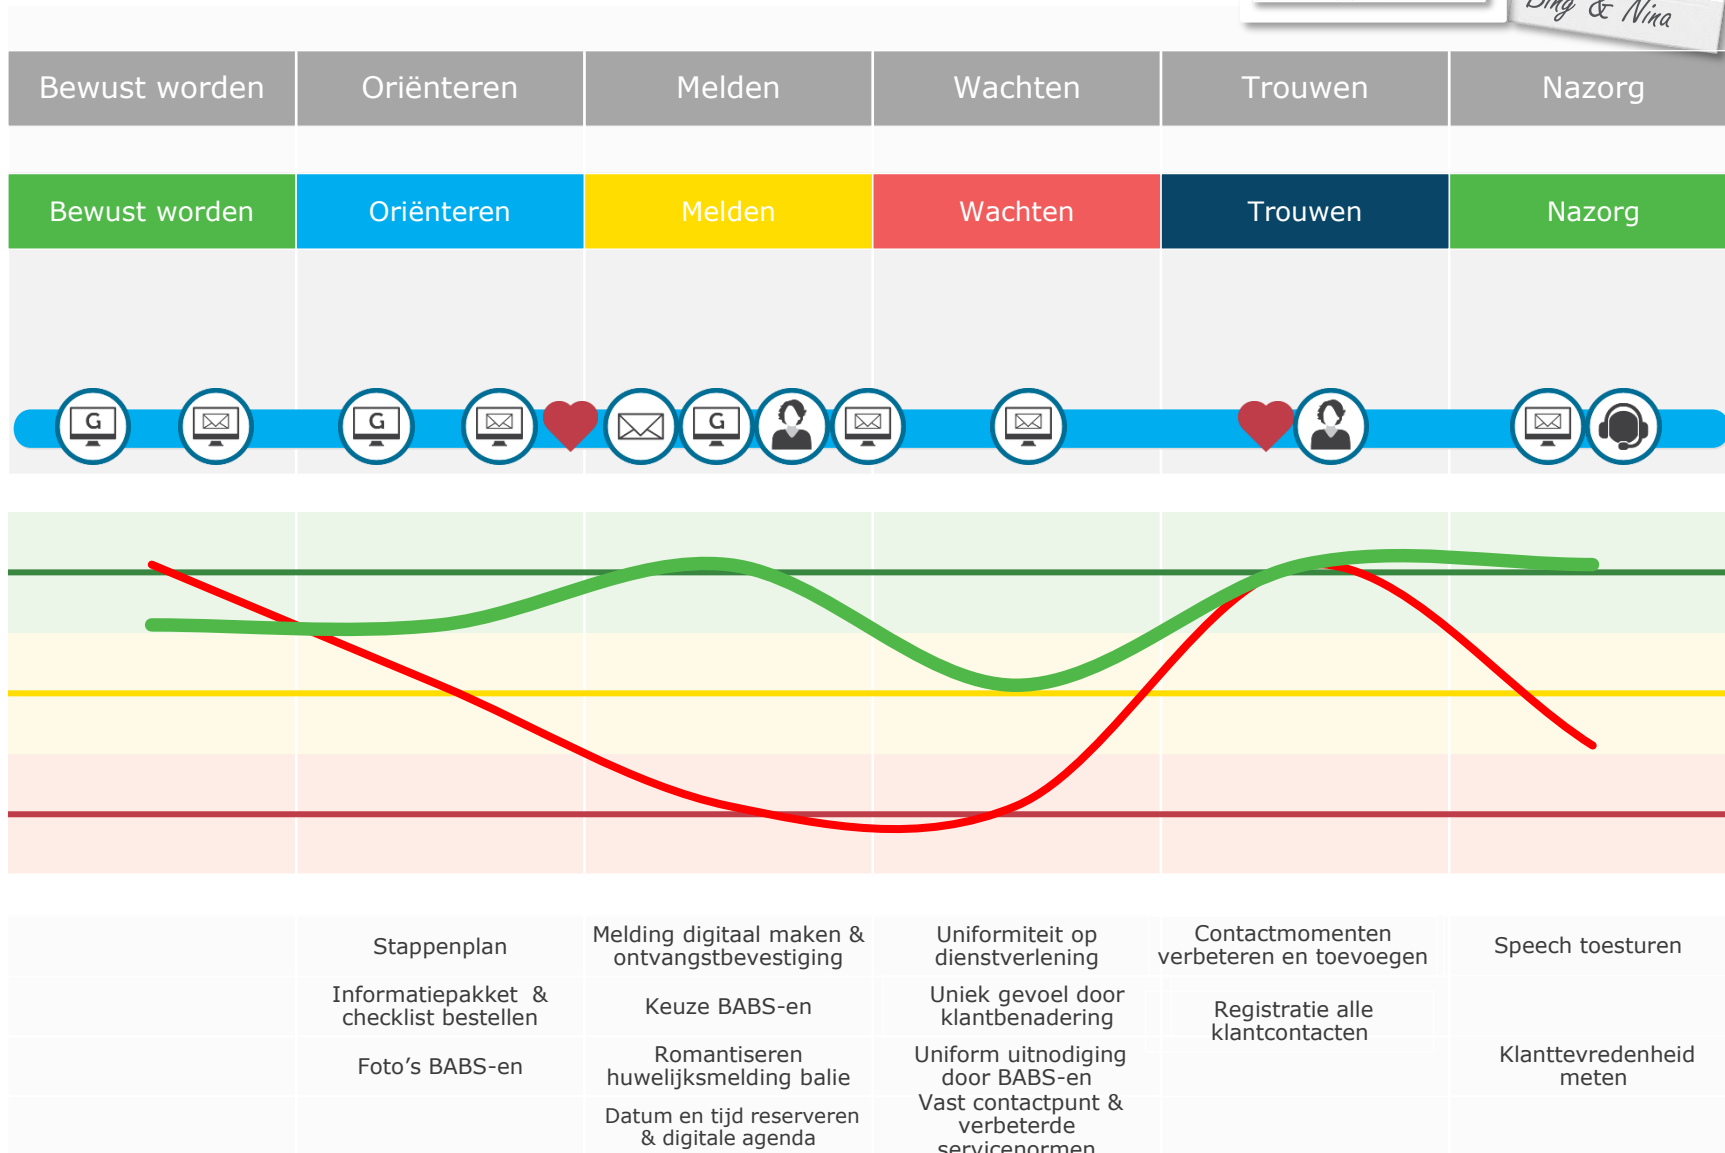 Bing & Nina
Bewust worden
Oriënteren
Melden
Wachten
Trouwen
Nazorg
Bewust worden
Oriënteren
Melden
Wachten
Trouwen
Nazorg
G
G
G
Stappenplan
Melding digitaal maken &
ontvangstbevestiging
Uniformiteit op
dienstverlening
Contactmomenten
verbeteren en toevoegen
Speech toesturen
Informatiepakket &
checklist bestellen
Keuze BABS-en
Uniek gevoel door
klantbenadering
Registratie alle
klantcontacten
Foto's BABS-en
Romantiseren
huwelijksmelding balie
Uniform uitnodiging
door BABS-en
Klanttevredenheid
meten
Datum en tijd reserveren
& digitale agenda
Vast contactpunt &
verbeterde
servicenormen